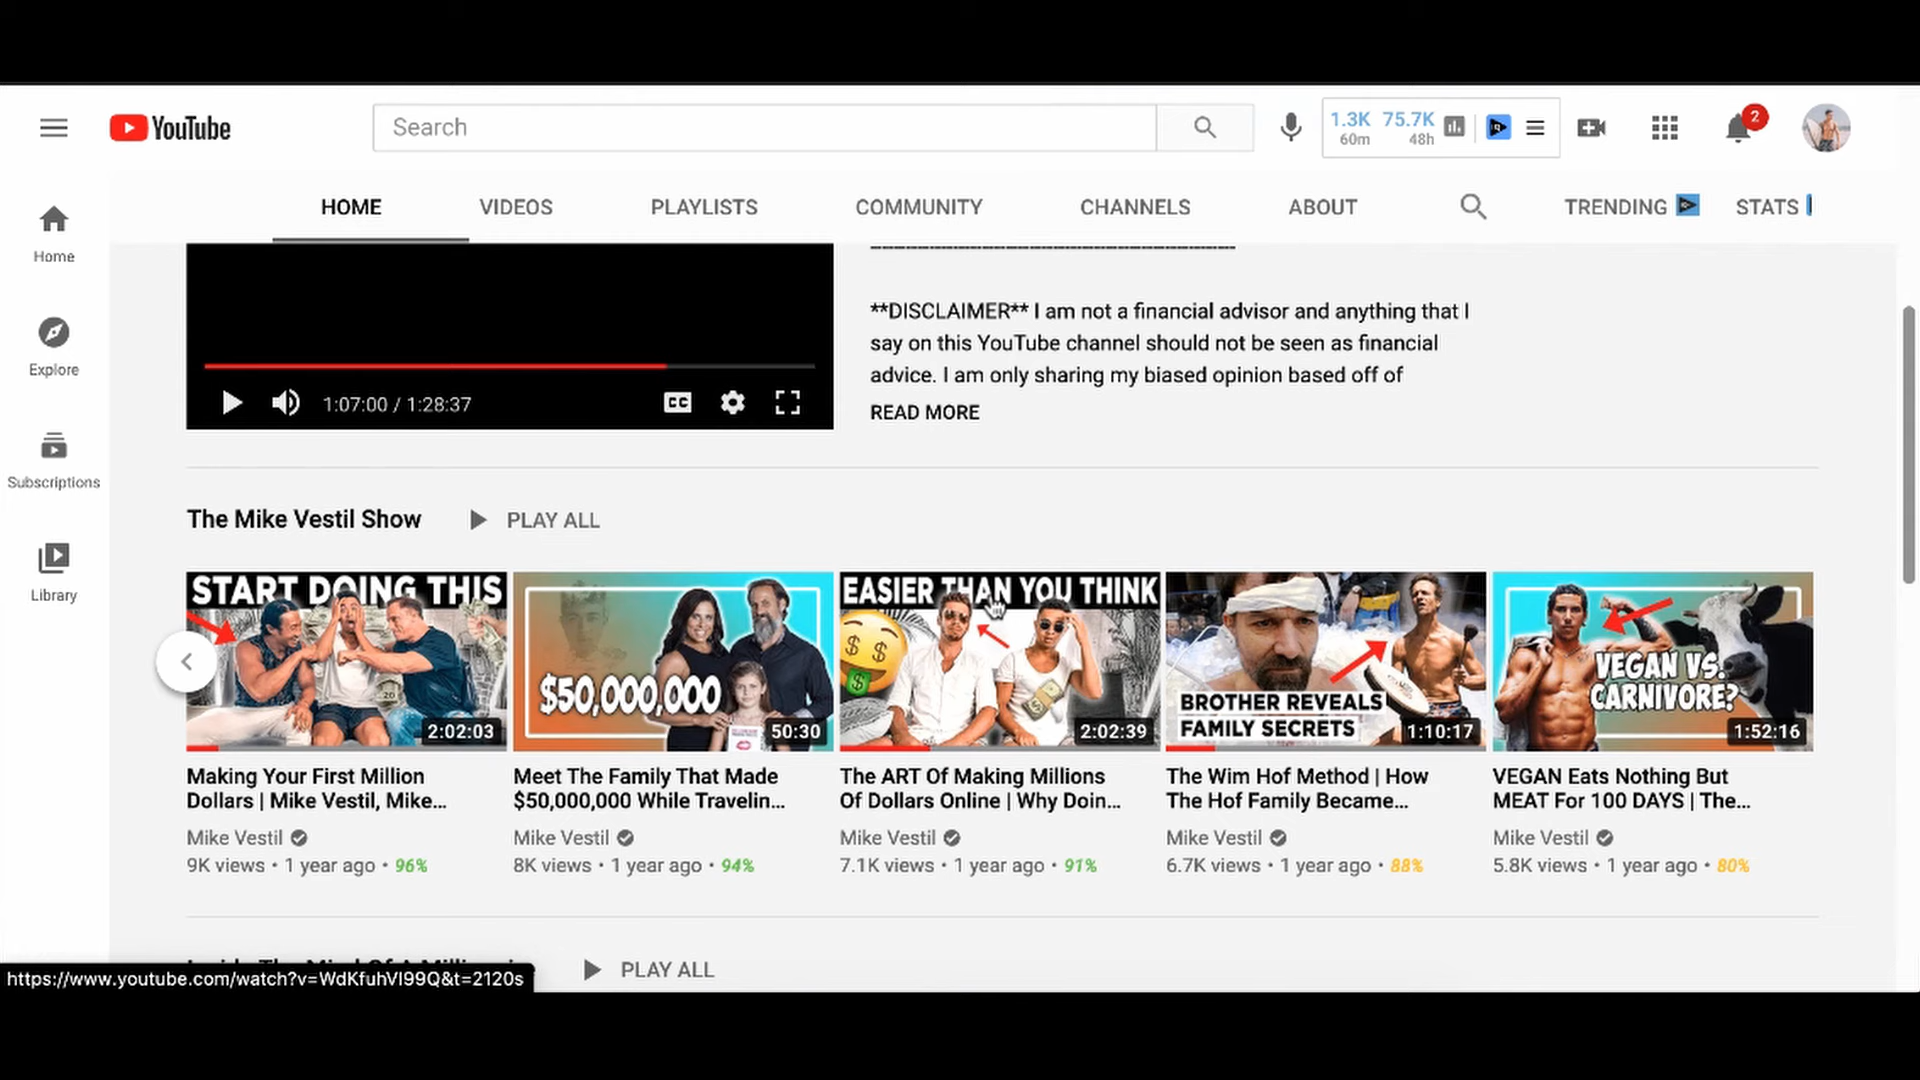 YouTube
Search
1.3K 75.7K
60m 48h
2
HOME VIDEOS PLAYLISTS COMMUNITY CHANNELS ABOUT TRENDING STATS
Home
Explore
Subscriptions
Library
**DISCLAIMER** I am not a financial advisor and anything that I
say on this YouTube channel should not be seen as financial
advice. I am only sharing my biased opinion based off of
READ MORE
1:07:00 / 1:28:37
CC
The Mike Vestil Show PLAY ALL
START DOING THIS
20
2:02:03
$50,000,000
50:30
EASIER THAN YOU THINK
2:02:39
BROTHER REVEALS
FAMILY SECRETS
1:10:17
VEGAN VS.
CARNIVORE?
1:52:16
Making Your First Million
Dollars | Mike Vestil, Mike...
Mike Vestil
9K views • 1 year ago • 96%
Meet The Family That Made
$50,000,000 While Travelin...
Mike Vestil
8K views • 1 year ago • 94%
The ART Of Making Millions
Of Dollars Online | Why Doin...
Mike Vestil
7.1K views • 1 year ago • 91%
The Wim Hof Method | How
The Hof Family Became...
Mike Vestil
6.7K views • 1 year ago • 88%
VEGAN Eats Nothing But
MEAT For 100 DAYS | The...
Mike Vestil
5.8K views • 1 year ago • 80%
PLAY ALL
https://www.youtube.com/watch?v=WdKfuhVI99Q&t=2120s